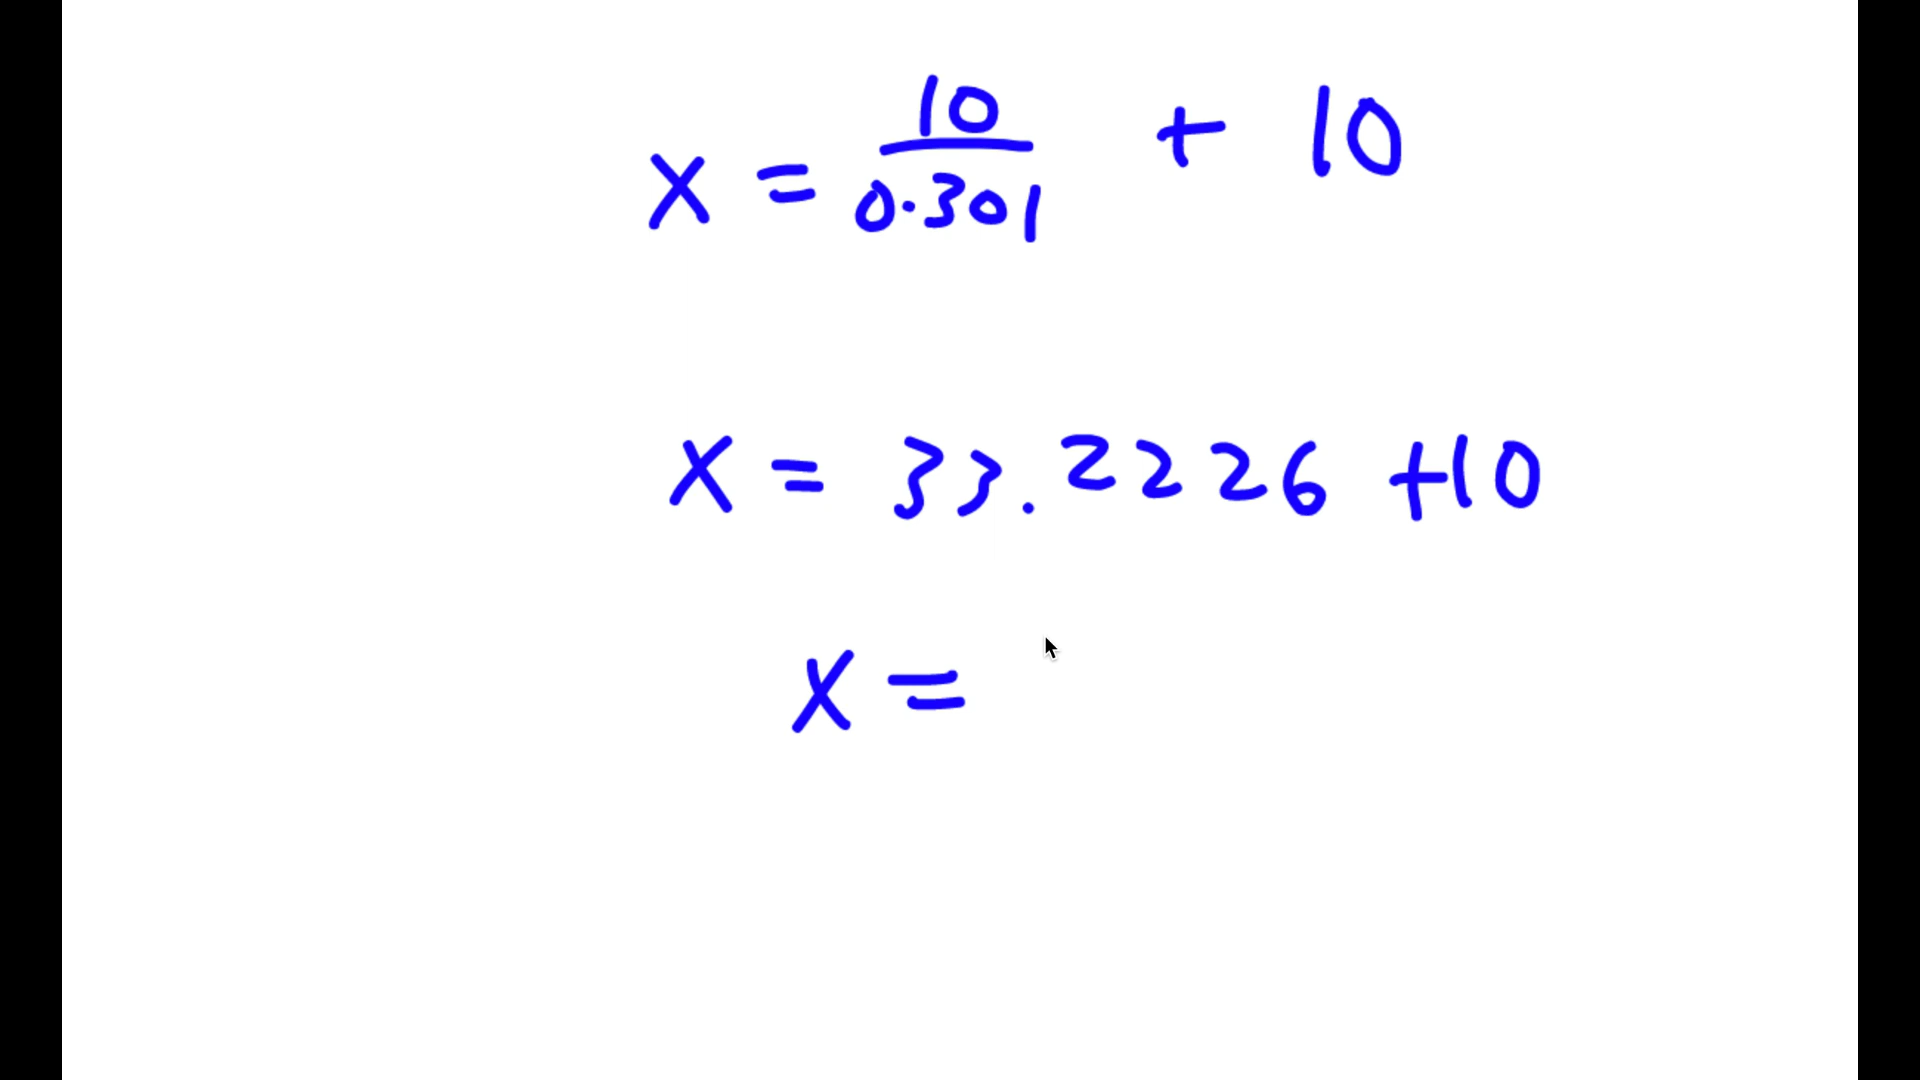 x = 10/0.301 + 10
x = 33.2226 +10
x =